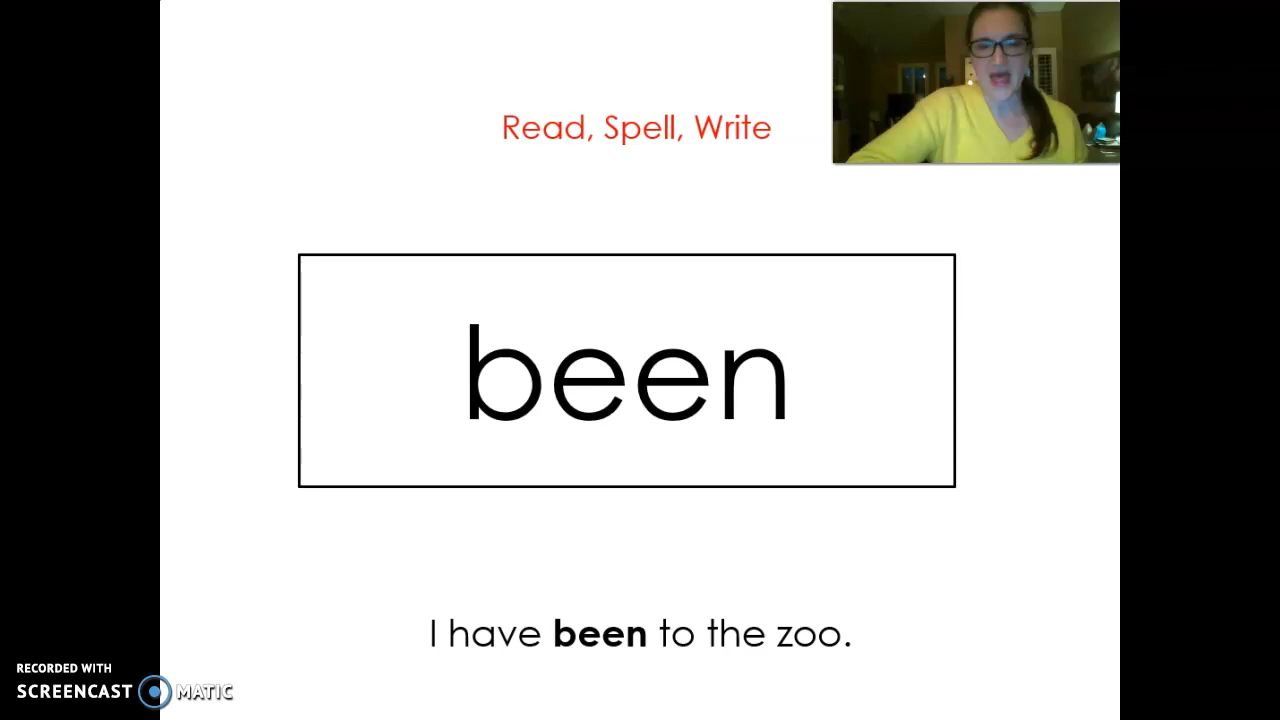 Read, Spell, Write
been
I have been to the zoo.
RECORDED WITH
SCREENCAST MATIC